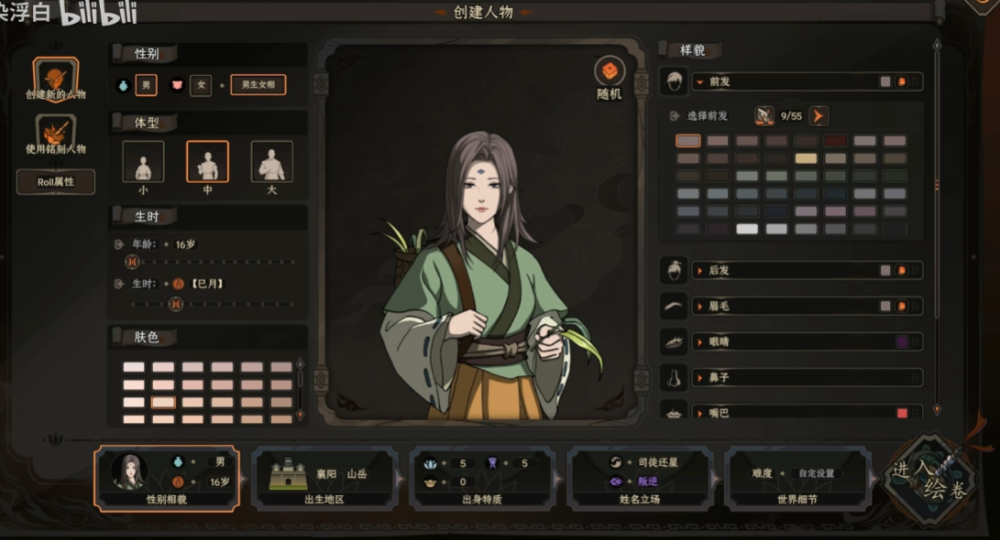 染浮白 bilibili
创建人物
创建新的人物
使用铭刻人物
Roll属性
性别
男
女
男生女相
体型
小
中
大
生时
年龄: 16岁
生时: 【巳月】
肤色
随机
样貌
前发
选择前发 9/55
后发
眉毛
眼睛
鼻子
嘴巴
男
16岁
性别相貌
襄阳 山岳
出生地区
5 5
0
出身特质
司徒还星
叛逆
姓名立场
难度 自定设置
世界细节
进入绘卷